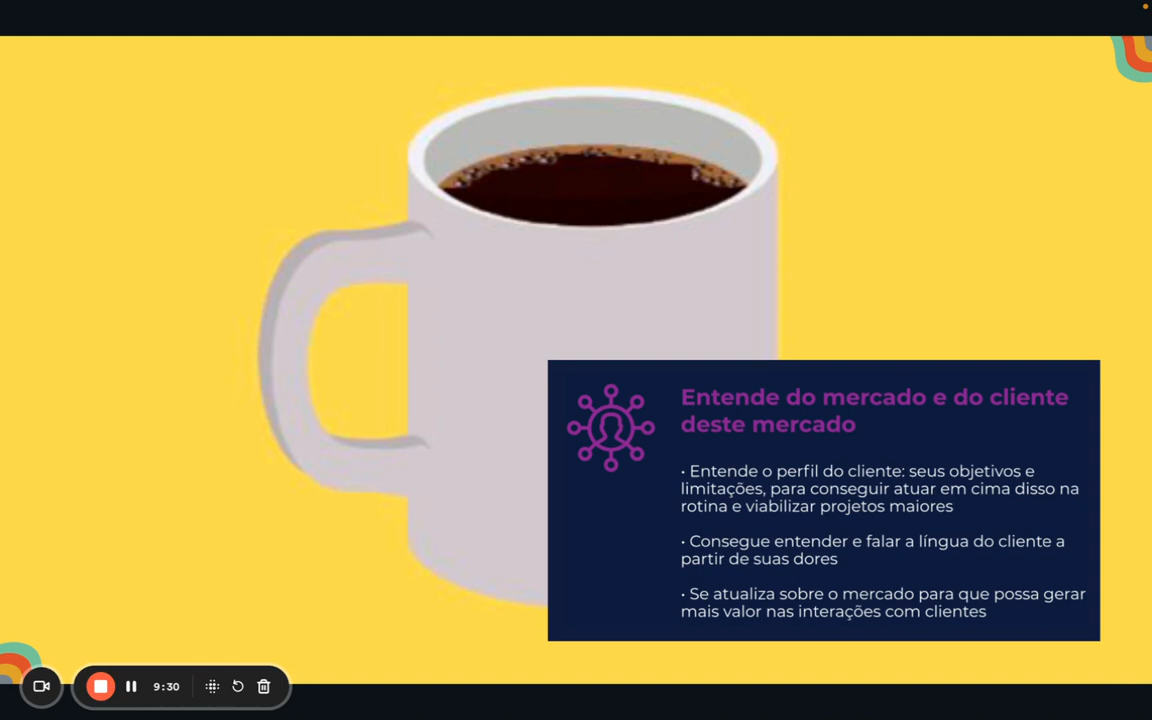 Entende do mercado e do cliente
deste mercado
• Entende o perfil do cliente: seus objetivos e
limitações, para conseguir atuar em cima disso na
rotina e viabilizar projetos maiores
• Consegue entender e falar a língua do cliente a
partir de suas dores
• Se atualiza sobre o mercado para que possa gerar
mais valor nas interações com clientes
9:30